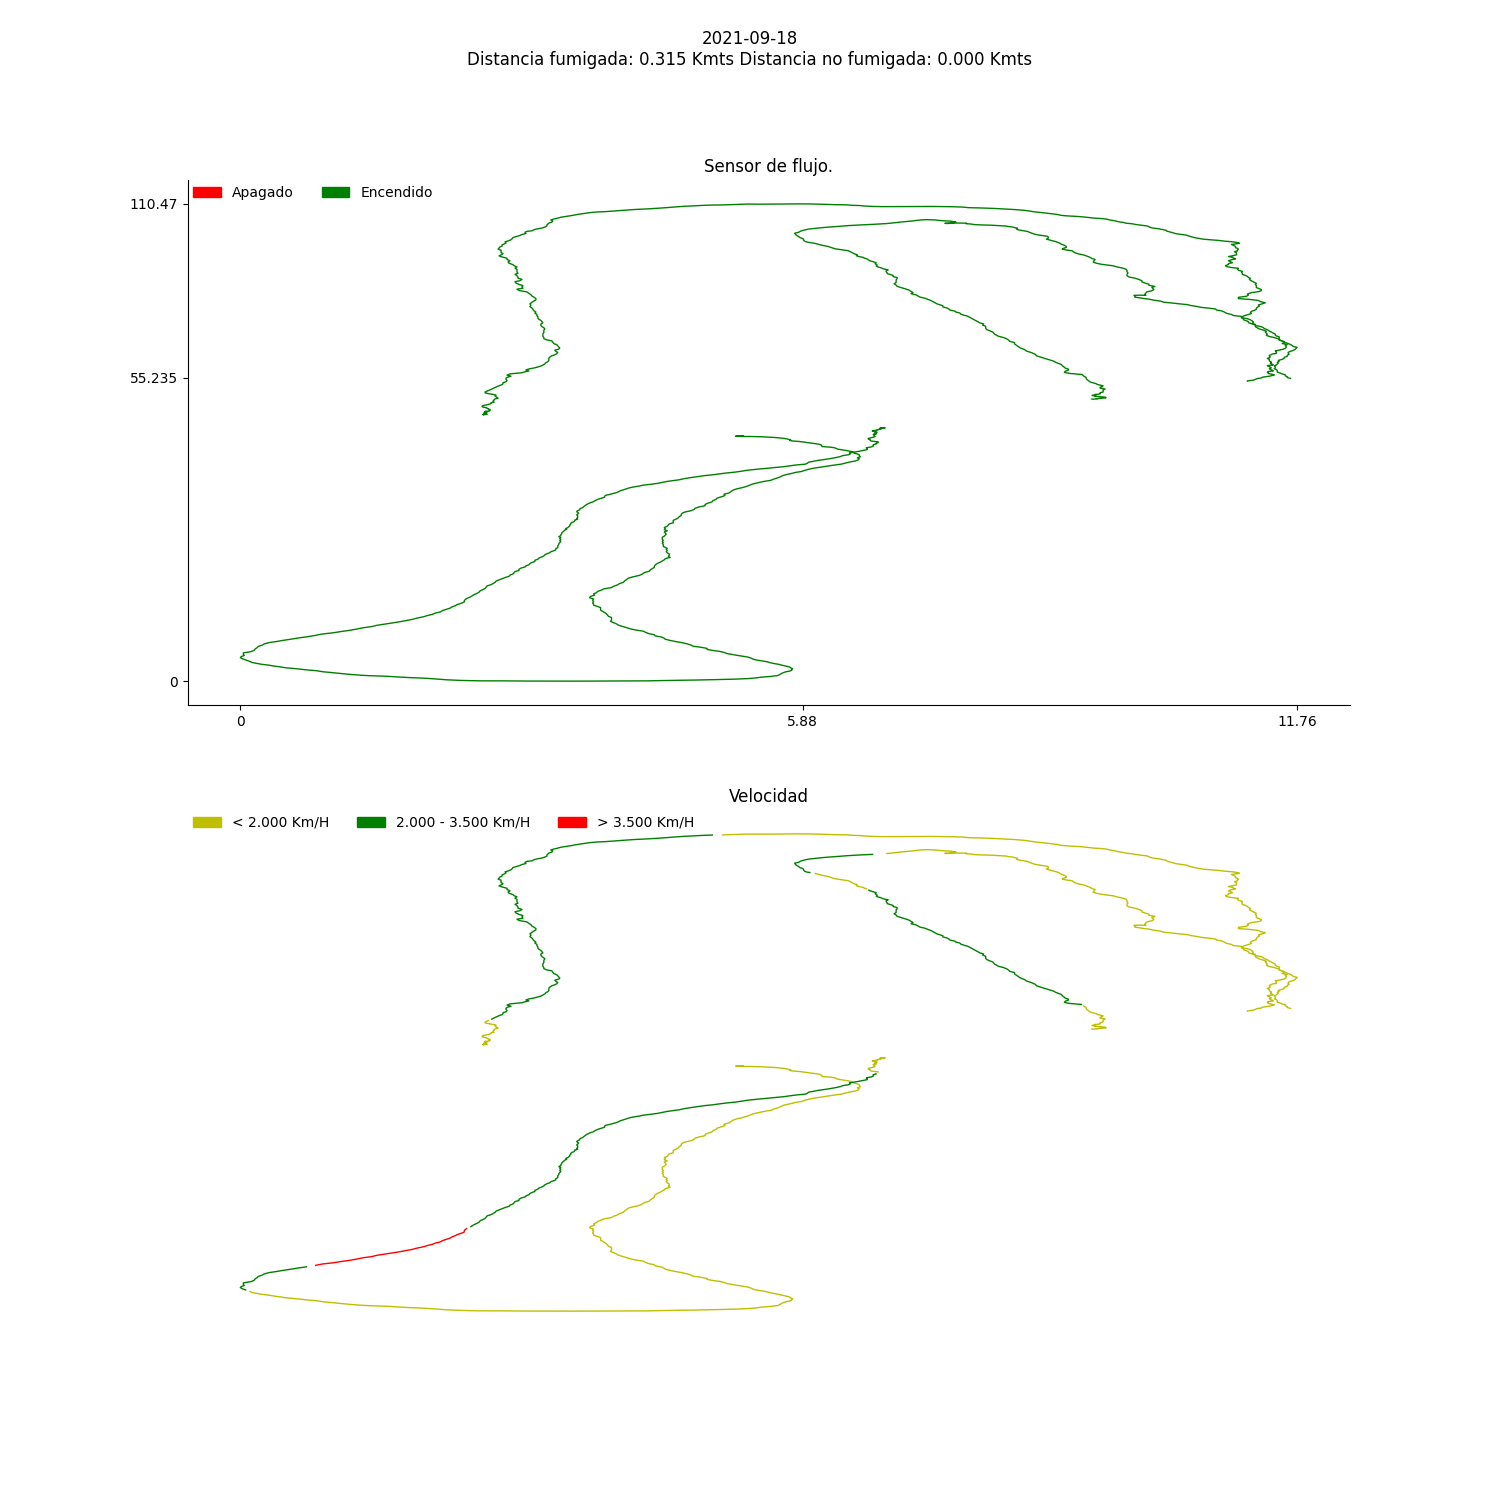 2021-09-18
Distancia fumigada: 0.315 Kmts Distancia no fumigada: 0.000 Kmts
Sensor de flujo.
Apagado Encendido
110.47
55.235
0
0 5.88 11.76
Velocidad
< 2.000 Km/H 2.000 - 3.500 Km/H > 3.500 Km/H